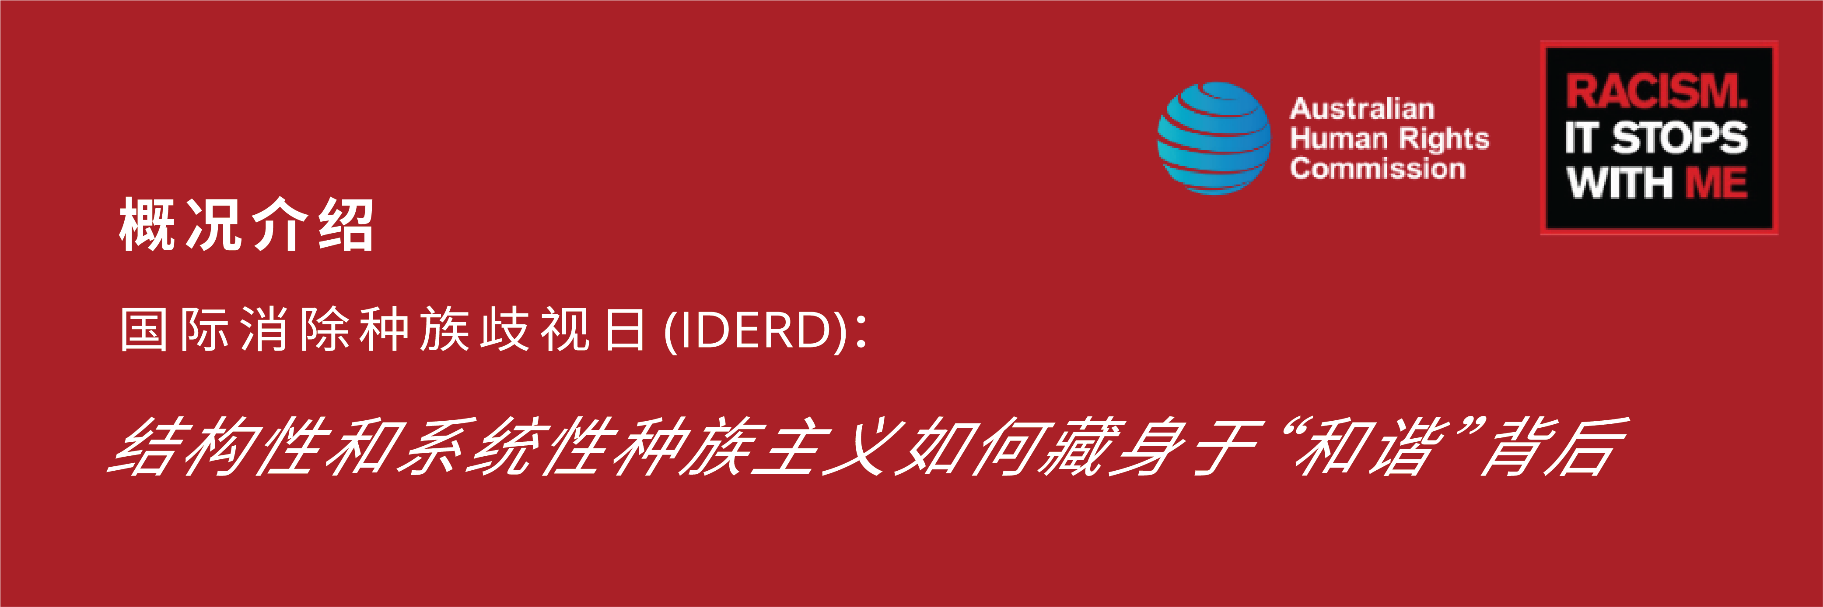 Australian
Human Rights
Commission
RACISM.
IT STOPS
WITH ME
概况介绍
国际消除种族歧视日(IDERD):
结构性和系统性种族主义如何藏身于“和谐”背后